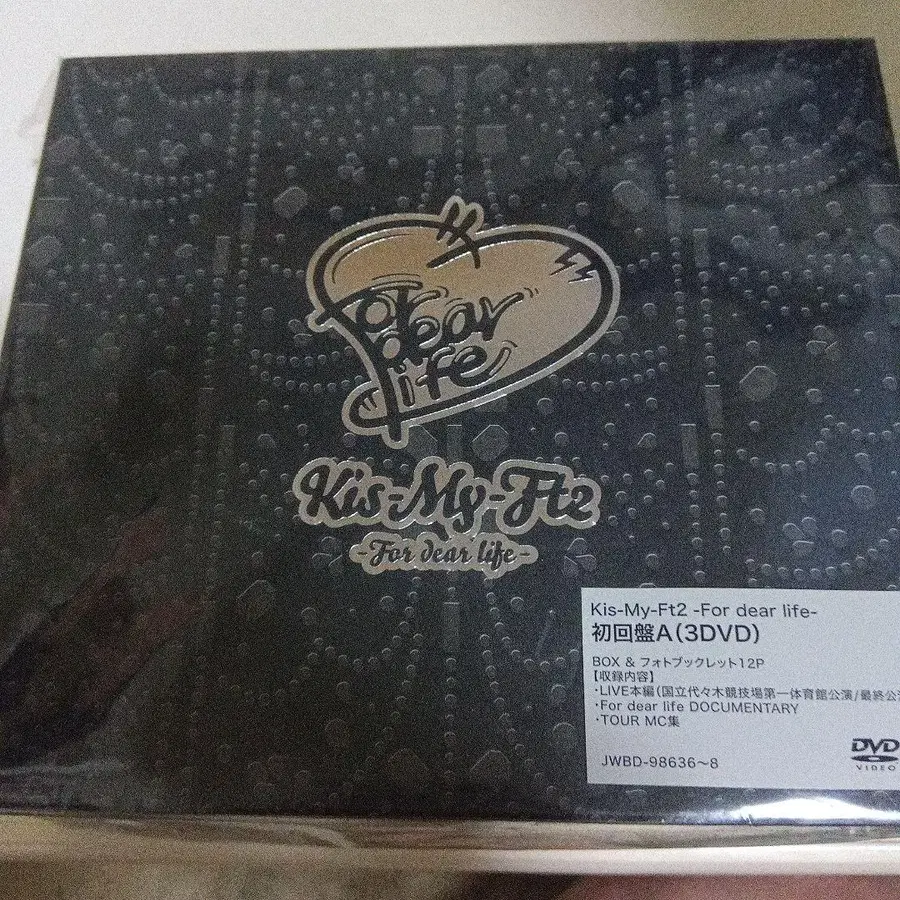 For
dear
Life
Kis-My-Ft2
-For dear life-
Kis-My-Ft2 -For dear life-
初回盤A(3DVD)
BOX & フォトブックレット12P
【収録内容】
・LIVE本編(国立代々木競技場第一体育館公演/最終公
・For dear life DOCUMENTARY
・TOUR MC集
JWBD-98636〜8
DVD
VIDEO